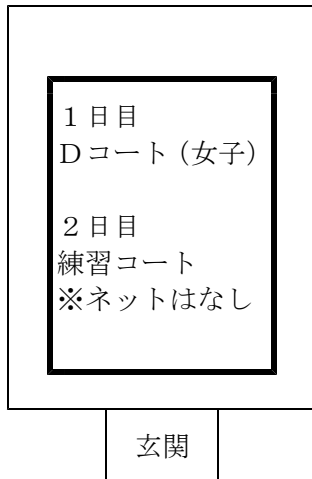 １日目
Ｄコート（女子）
２日目
練習コート
※ネットはなし
玄関